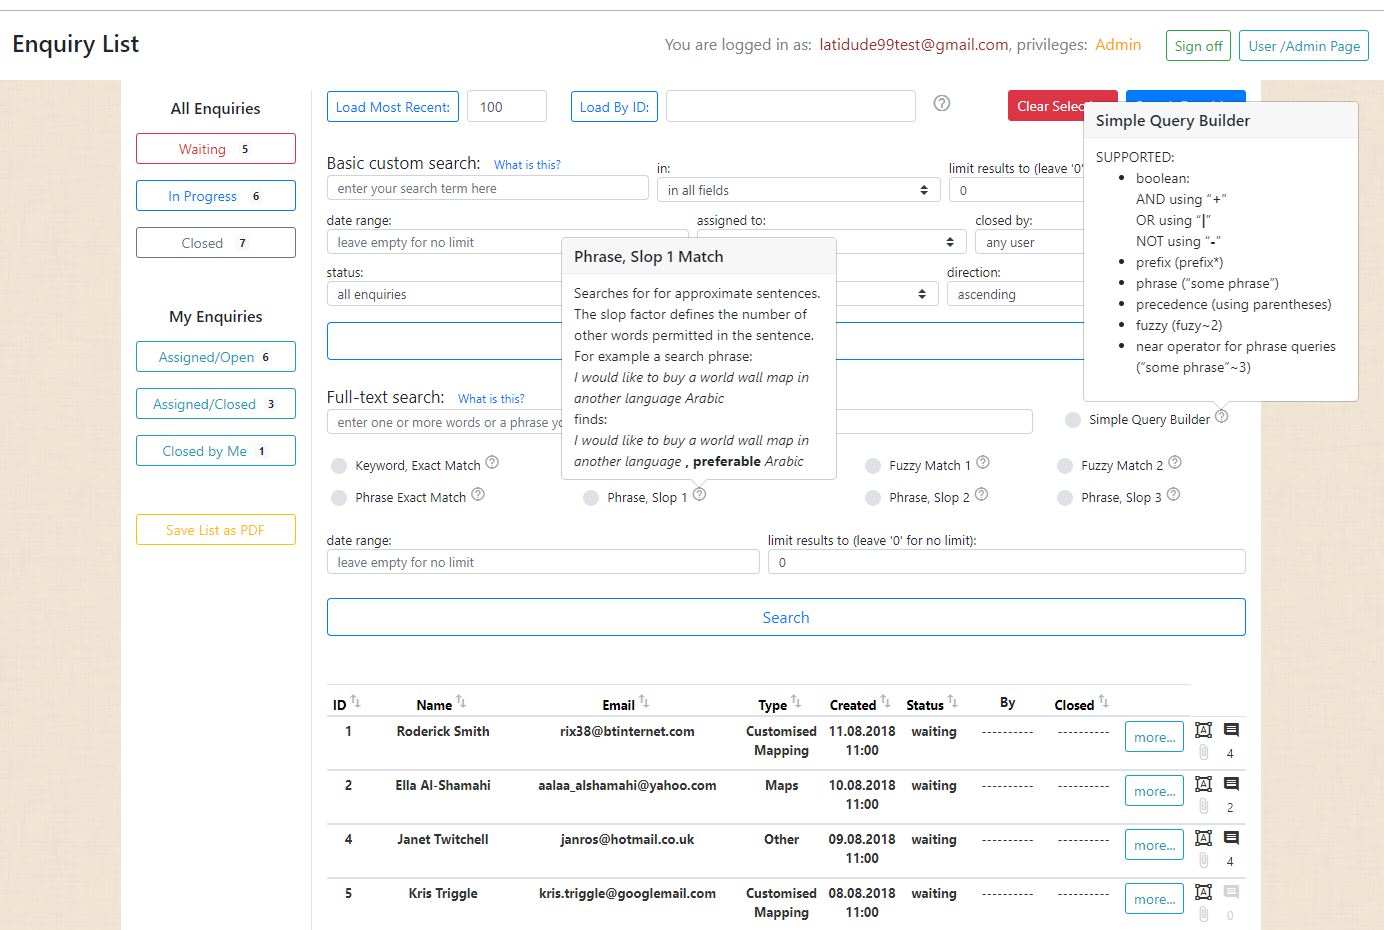 Enquiry List
You are logged in as: latidude99test@gmail.com, privileges: Admin
Sign off
User /Admin Page
All Enquiries
Waiting 5
In Progress 6
Closed 7
My Enquiries
Assigned/Open 6
Assigned/Closed 3
Closed by Me 1
Save List as PDF
Load Most Recent:
100
Load By ID:
Clear Selec
Simple Query Builder
SUPPORTED:
boolean:
AND using “+”
OR using “|”
NOT using “-”
prefix (prefix*)
phrase (“some phrase”)
precedence (using parentheses)
fuzzy (fuzy~2)
near operator for phrase queries
(“some phrase”~3)
Basic custom search: What is this?
enter your search term here
in:
in all fields
limit results to (leave '0'
0
date range:
leave empty for no limit
assigned to:
closed by:
any user
status:
all enquiries
direction:
ascending
Phrase, Slop 1 Match
Searches for for approximate sentences.
The slop factor defines the number of
other words permitted in the sentence.
For example a search phrase:
I would like to buy a world wall map in
another language Arabic
finds:
I would like to buy a world wall map in
another language , preferable Arabic
Full-text search: What is this?
enter one or more words or a phrase yo
Simple Query Builder
Keyword, Exact Match
Fuzzy Match 1
Fuzzy Match 2
Phrase Exact Match
Phrase, Slop 1
Phrase, Slop 2
Phrase, Slop 3
date range:
leave empty for no limit
limit results to (leave '0' for no limit):
0
Search
ID Name Email Type Created Status By Closed
1 Roderick Smith rix38@btinternet.com Customised 11.08.2018 waiting ---------- ---------- more...
Mapping 11:00 4
2 Ella Al-Shamahi aalaa_alshamahi@yahoo.com Maps 10.08.2018 waiting ---------- ---------- more...
11:00 2
4 Janet Twitchell janros@hotmail.co.uk Other 09.08.2018 waiting ---------- ---------- more...
11:00 4
5 Kris Triggle kris.triggle@googlemail.com Customised 08.08.2018 waiting ---------- ---------- more...
Mapping 11:00 0